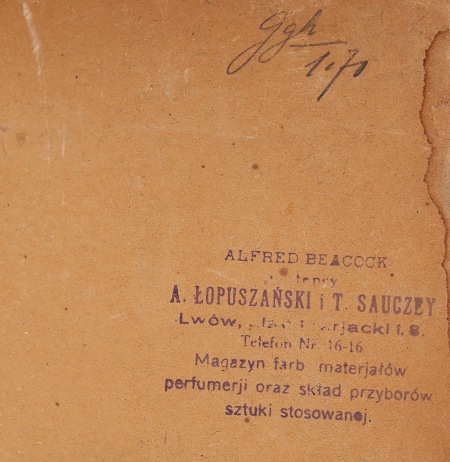 Ggh
1.70
ALFRED BEACOCK
A. ŁOPUSZAŃSKI i T. SAUCZEY
Lwów, l. 8.
Telefon Nr. 16-16
Magazyn farb materjałów
perfumerji oraz skład przyborów
sztuki stosowanej.